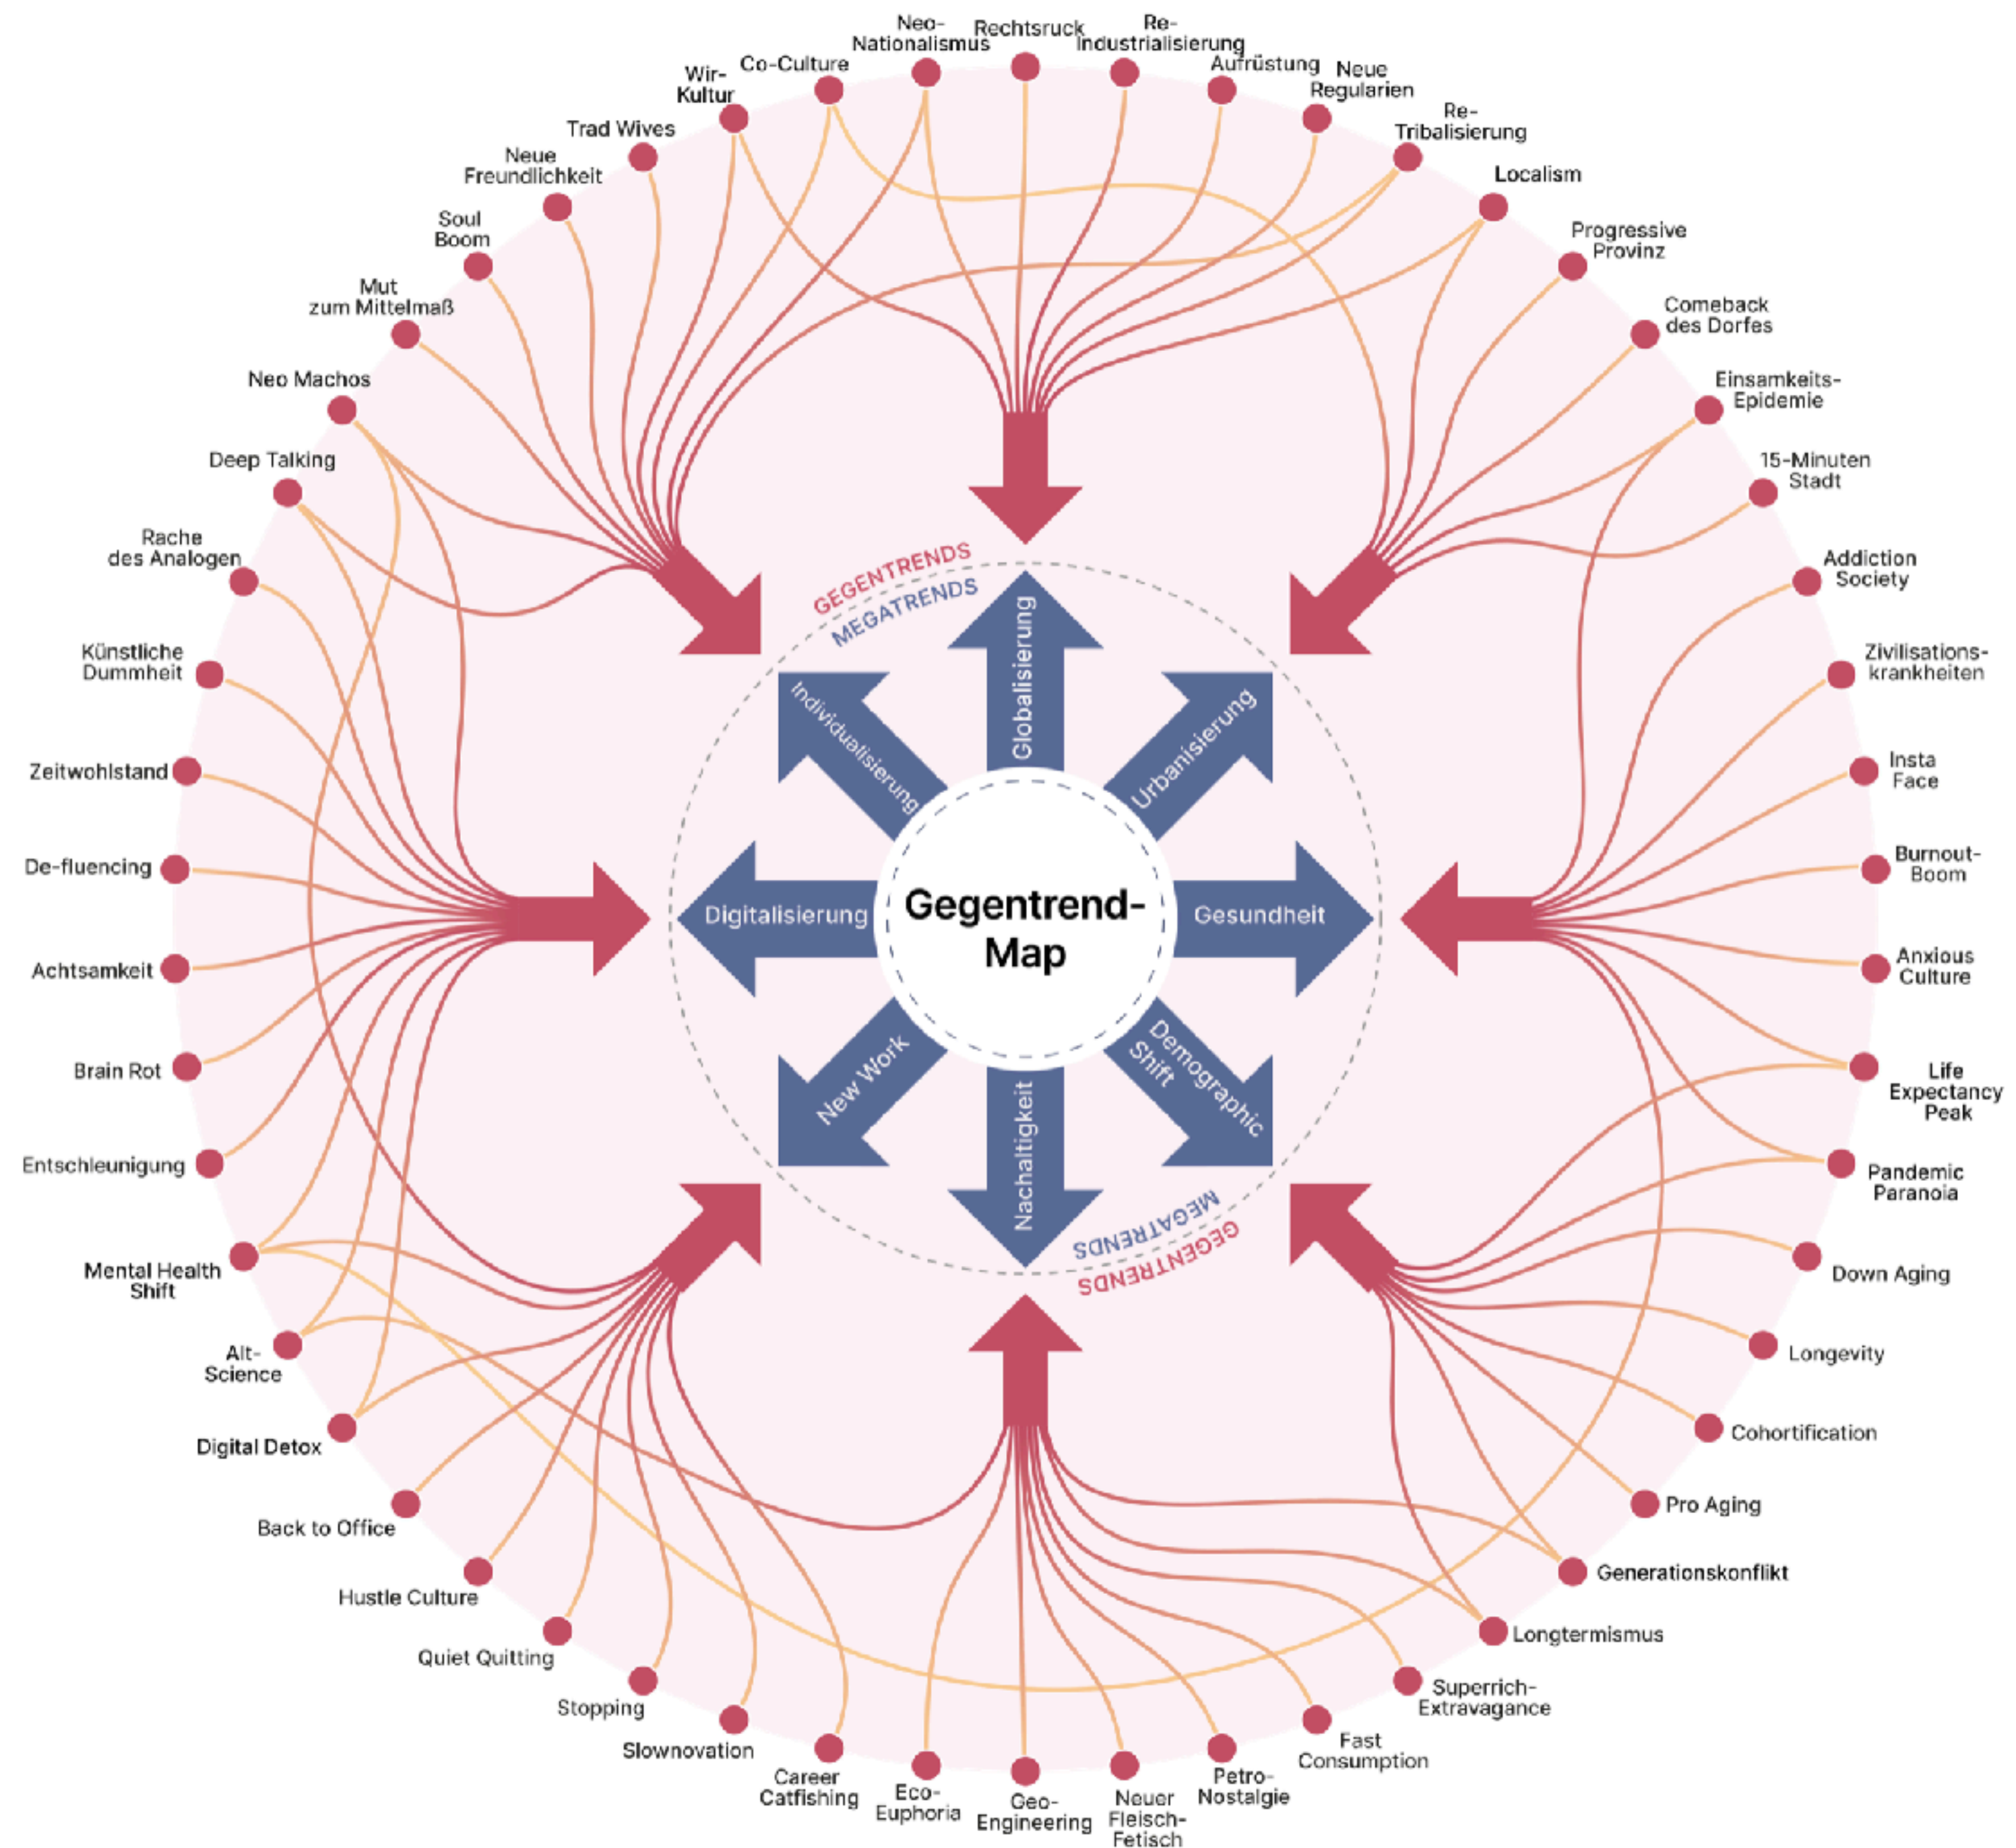 Neo-
Nationalismus
Rechtsruck
Re-
Industrialisierung
Aufrüstung
Neue
Regularien
Re-
Tribalisierung
Localism
Progressive
Provinz
Comeback
des Dorfes
Einsamkeits-
Epidemie
15-Minuten
Stadt
Addiction
Society
Zivilisations-
krankheiten
Insta
Face
Burnout-
Boom
Anxious
Culture
Life
Expectancy
Peak
Pandemic
Paranoia
Down Aging
Longevity
Cohortification
Pro Aging
Generationskonflikt
Longtermismus
Superrich-
Extravagance
Fast
Consumption
Petro-
Nostalgie
Neuer
Fleisch-
Fetisch
Geo-
Engineering
Eco-
Euphoria
Career
Catfishing
Slownovation
Stopping
Quiet Quitting
Hustle Culture
Back to Office
Digital Detox
Alt-
Science
Mental Health
Shift
Entschleunigung
Brain Rot
Achtsamkeit
De-fluencing
Zeitwohlstand
Künstliche
Dummheit
Rache
des Analogen
Deep Talking
Neo Machos
Mut
zum Mittelmaß
Soul
Boom
Neue
Freundlichkeit
Trad Wives
Wir-
Kultur
Co-Culture
GEGENTRENDS
MEGATRENDS
Globalisierung
Urbanisierung
Gesundheit
Demographic
Shift
Nachaltigkeit
New Work
Digitalisierung
Individualisierung
Gegentrend-
Map
MEGATRENDS
GEGENTRENDS